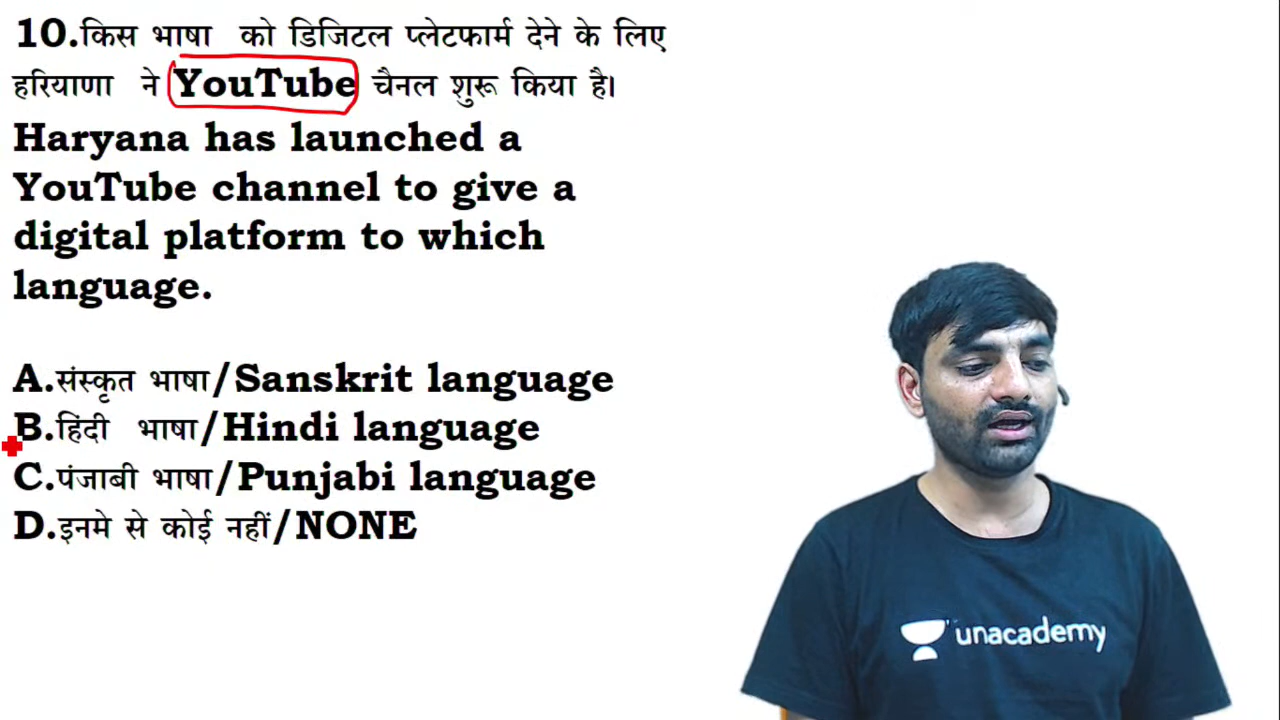 10.किस भाषा को डिजिटल प्लेटफार्म देने के लिए
हरियाणा ने YouTube चैनल शुरू किया है।
Haryana has launched a
YouTube channel to give a
digital platform to which
language.
A.संस्कृत भाषा/Sanskrit language
B.हिंदी भाषा/Hindi language
C.पंजाबी भाषा/Punjabi language
D.इनमे से कोई नहीं/NONE
unacademy